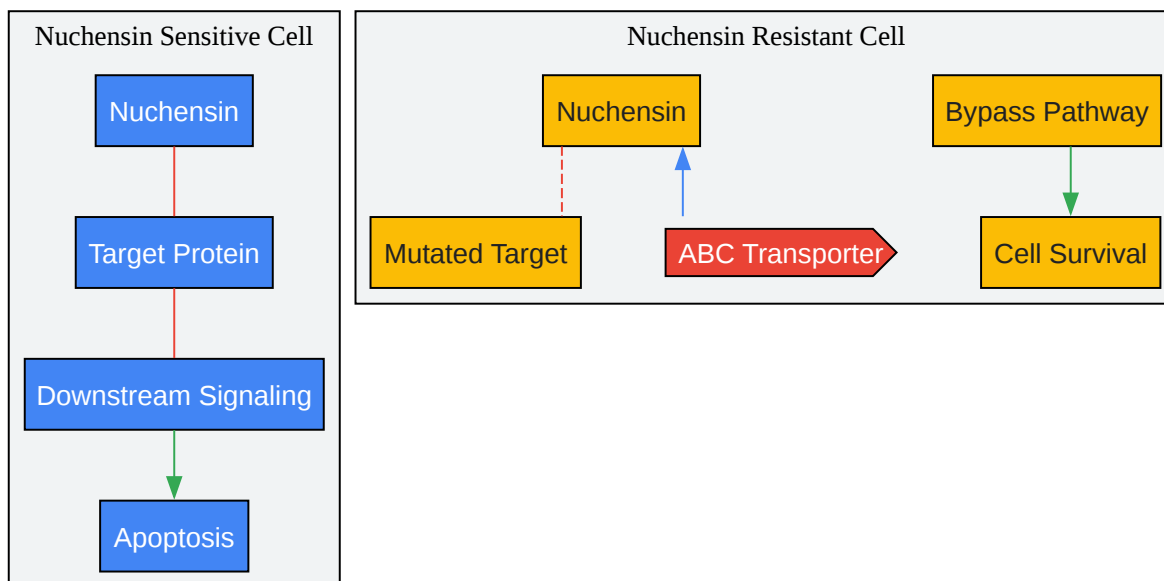 Nuchensin Sensitive Cell
Nuchensin
Target Protein
Downstream Signaling
Apoptosis
Nuchensin Resistant Cell
Nuchensin
Bypass Pathway
Mutated Target
ABC Transporter
Cell Survival